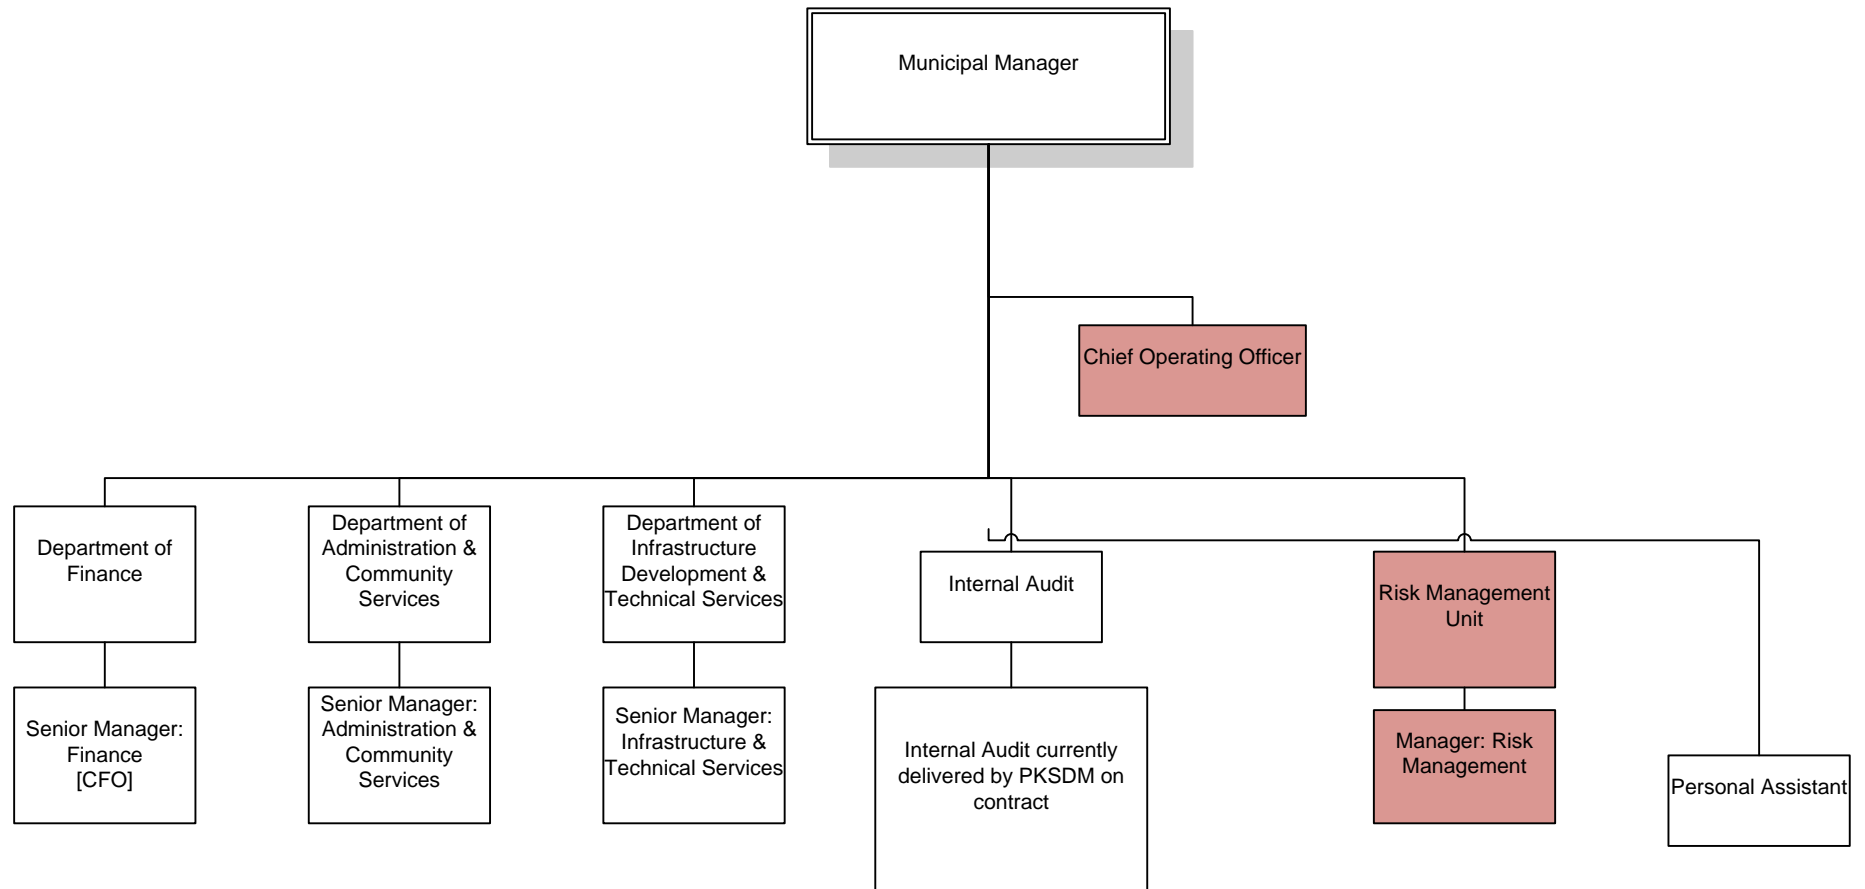 Municipal Manager
Chief Operating Officer
Department of
Finance
Department of
Administration &
Community
Services
Department of
Infrastructure
Development &
Technical Services
Internal Audit
Risk Management
Unit
Senior Manager:
Finance
[CFO]
Senior Manager:
Administration &
Community
Services
Senior Manager:
Infrastructure &
Technical Services
Internal Audit currently
delivered by PKSDM on
contract
Manager: Risk
Management
Personal Assistant